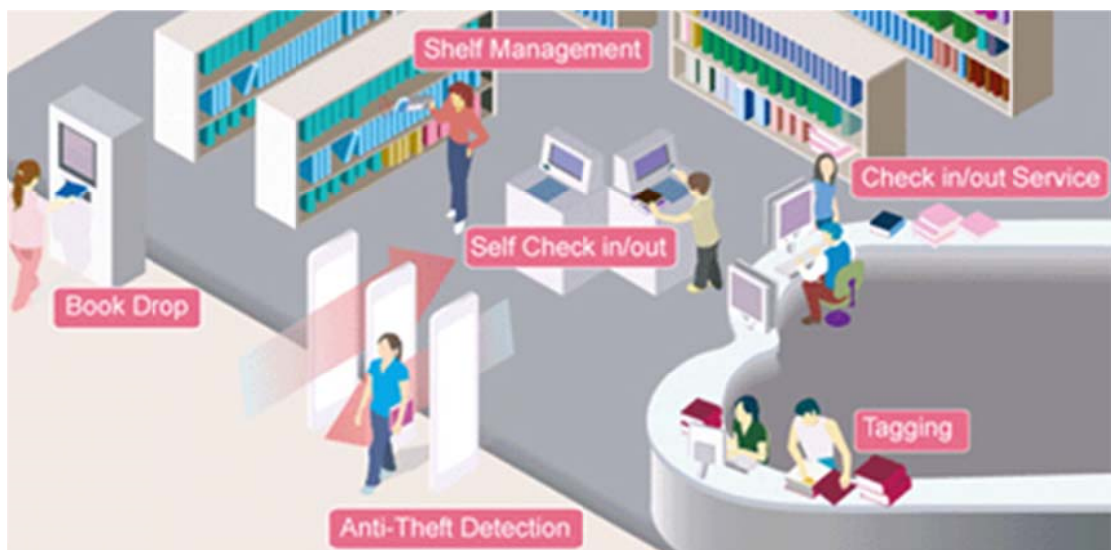 Shelf Management
Check in/out Service
Self Check in/out
Book Drop
Tagging
Anti-Theft Detection